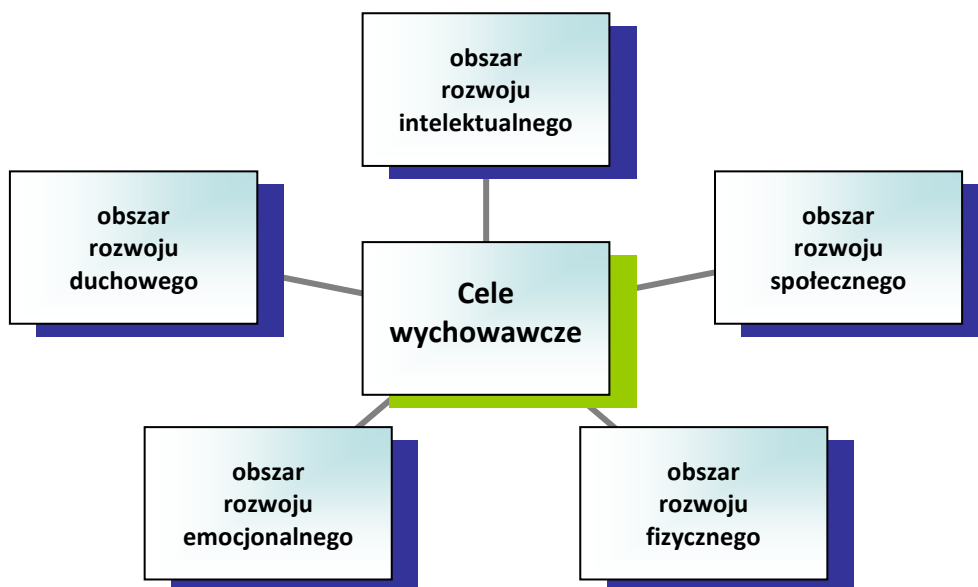 obszar
rozwoju
intelektualnego
obszar
rozwoju
duchowego
obszar
rozwoju
społecznego
Cele
wychowawcze
obszar
rozwoju
emocjonalnego
obszar
rozwoju
fizycznego